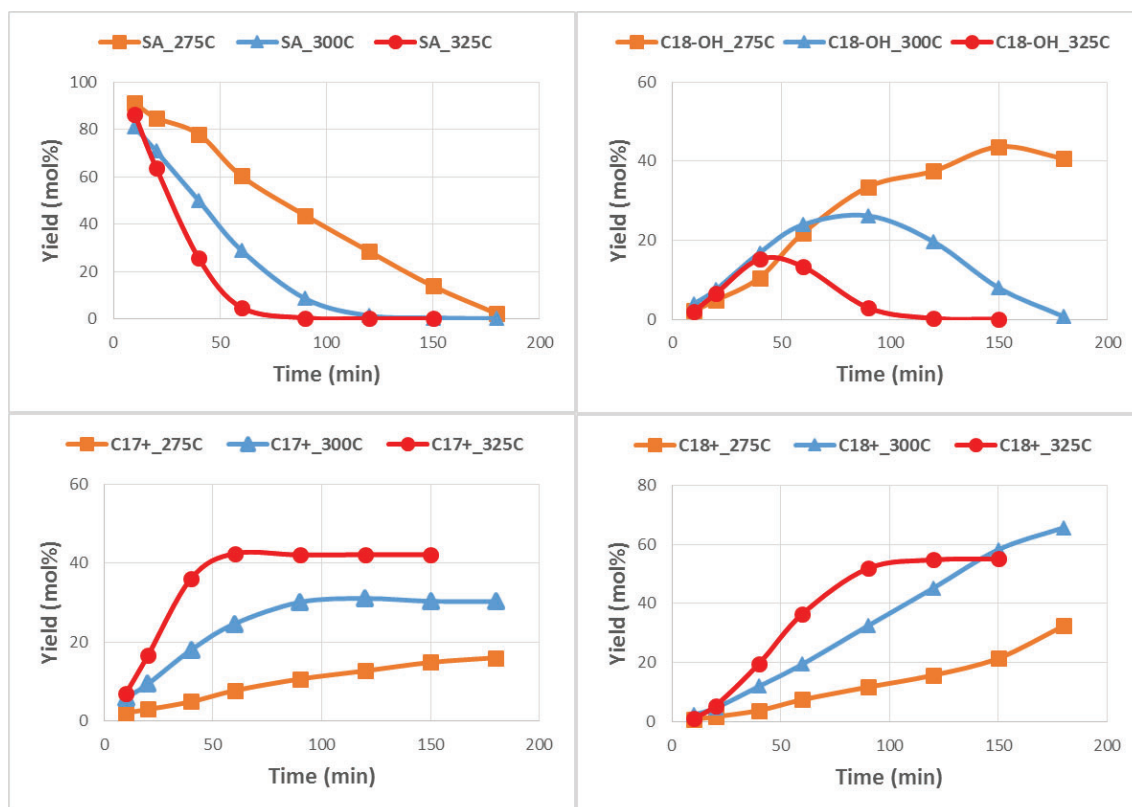 SA_275C SA_300C SA_325C
100
80
60
40
20
0
Yield (mol%)
0 50 100 150 200
Time (min)
C18-OH_275C C18-OH_300C C18-OH_325C
60
40
20
0
Yield (mol%)
0 50 100 150 200
Time (min)
C17+_275C C17+_300C C17+_325C
60
40
20
0
Yield (mol%)
0 50 100 150 200
Time (min)
C18+_275C C18+_300C C18+_325C
80
60
40
20
0
Yield (mol%)
0 50 100 150 200
Time (min)